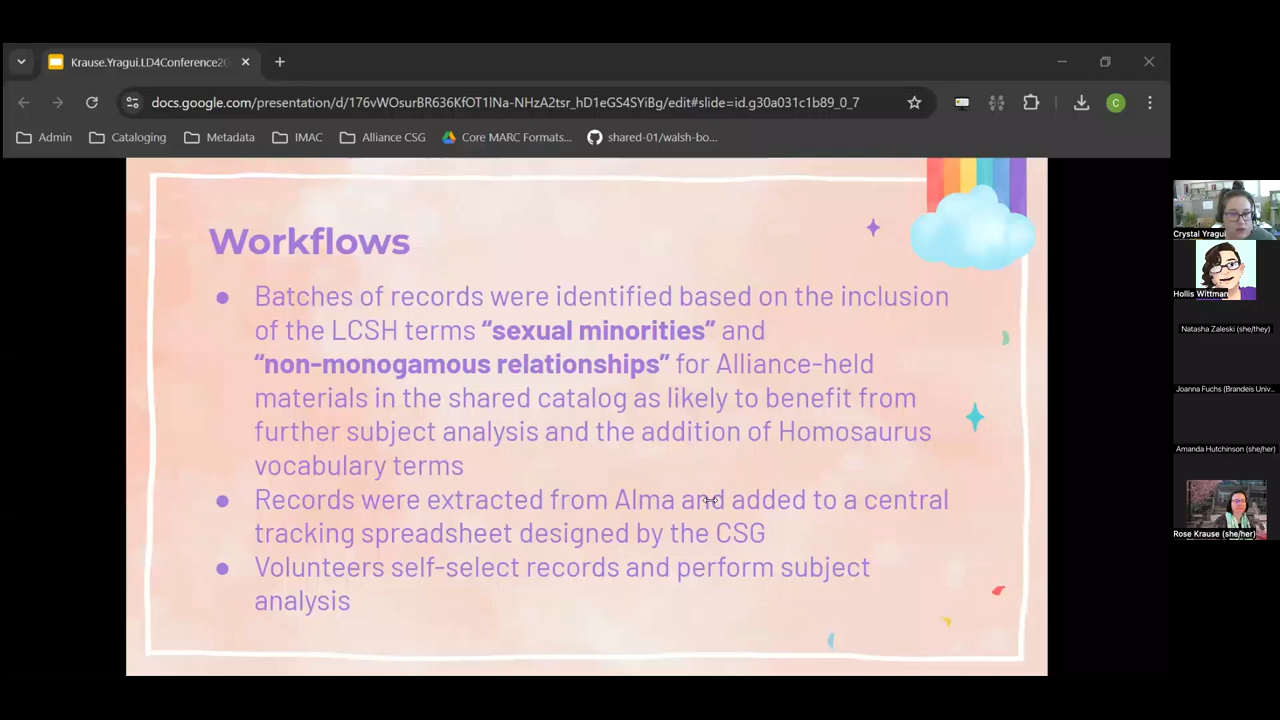 Krause.Yragui.LD4Conference20
docs.google.com/presentation/d/176vWOsurBR636KfOT1lNa-NHzA2tsr_hD1eGS4SYiBg/edit#slide=id.g30a031c1b89_0_7
C
Admin
Cataloging
Metadata
IMAC
Alliance CSG
Core MARC Formats...
shared-01/walsh-bo...
Workflows
Batches of records were identified based on the inclusion
of the LCSH terms “sexual minorities” and
“non-monogamous relationships” for Alliance-held
materials in the shared catalog as likely to benefit from
further subject analysis and the addition of Homosaurus
vocabulary terms
Records were extracted from Alma and added to a central
tracking spreadsheet designed by the CSG
Volunteers self-select records and perform subject
analysis
Crystal Yragui
Hollis Wittman
Natasha Zaleski (she/they)
Joanna Fuchs (Brandeis Univ...
Amanda Hutchinson (she/her)
Rose Krause (she/her)